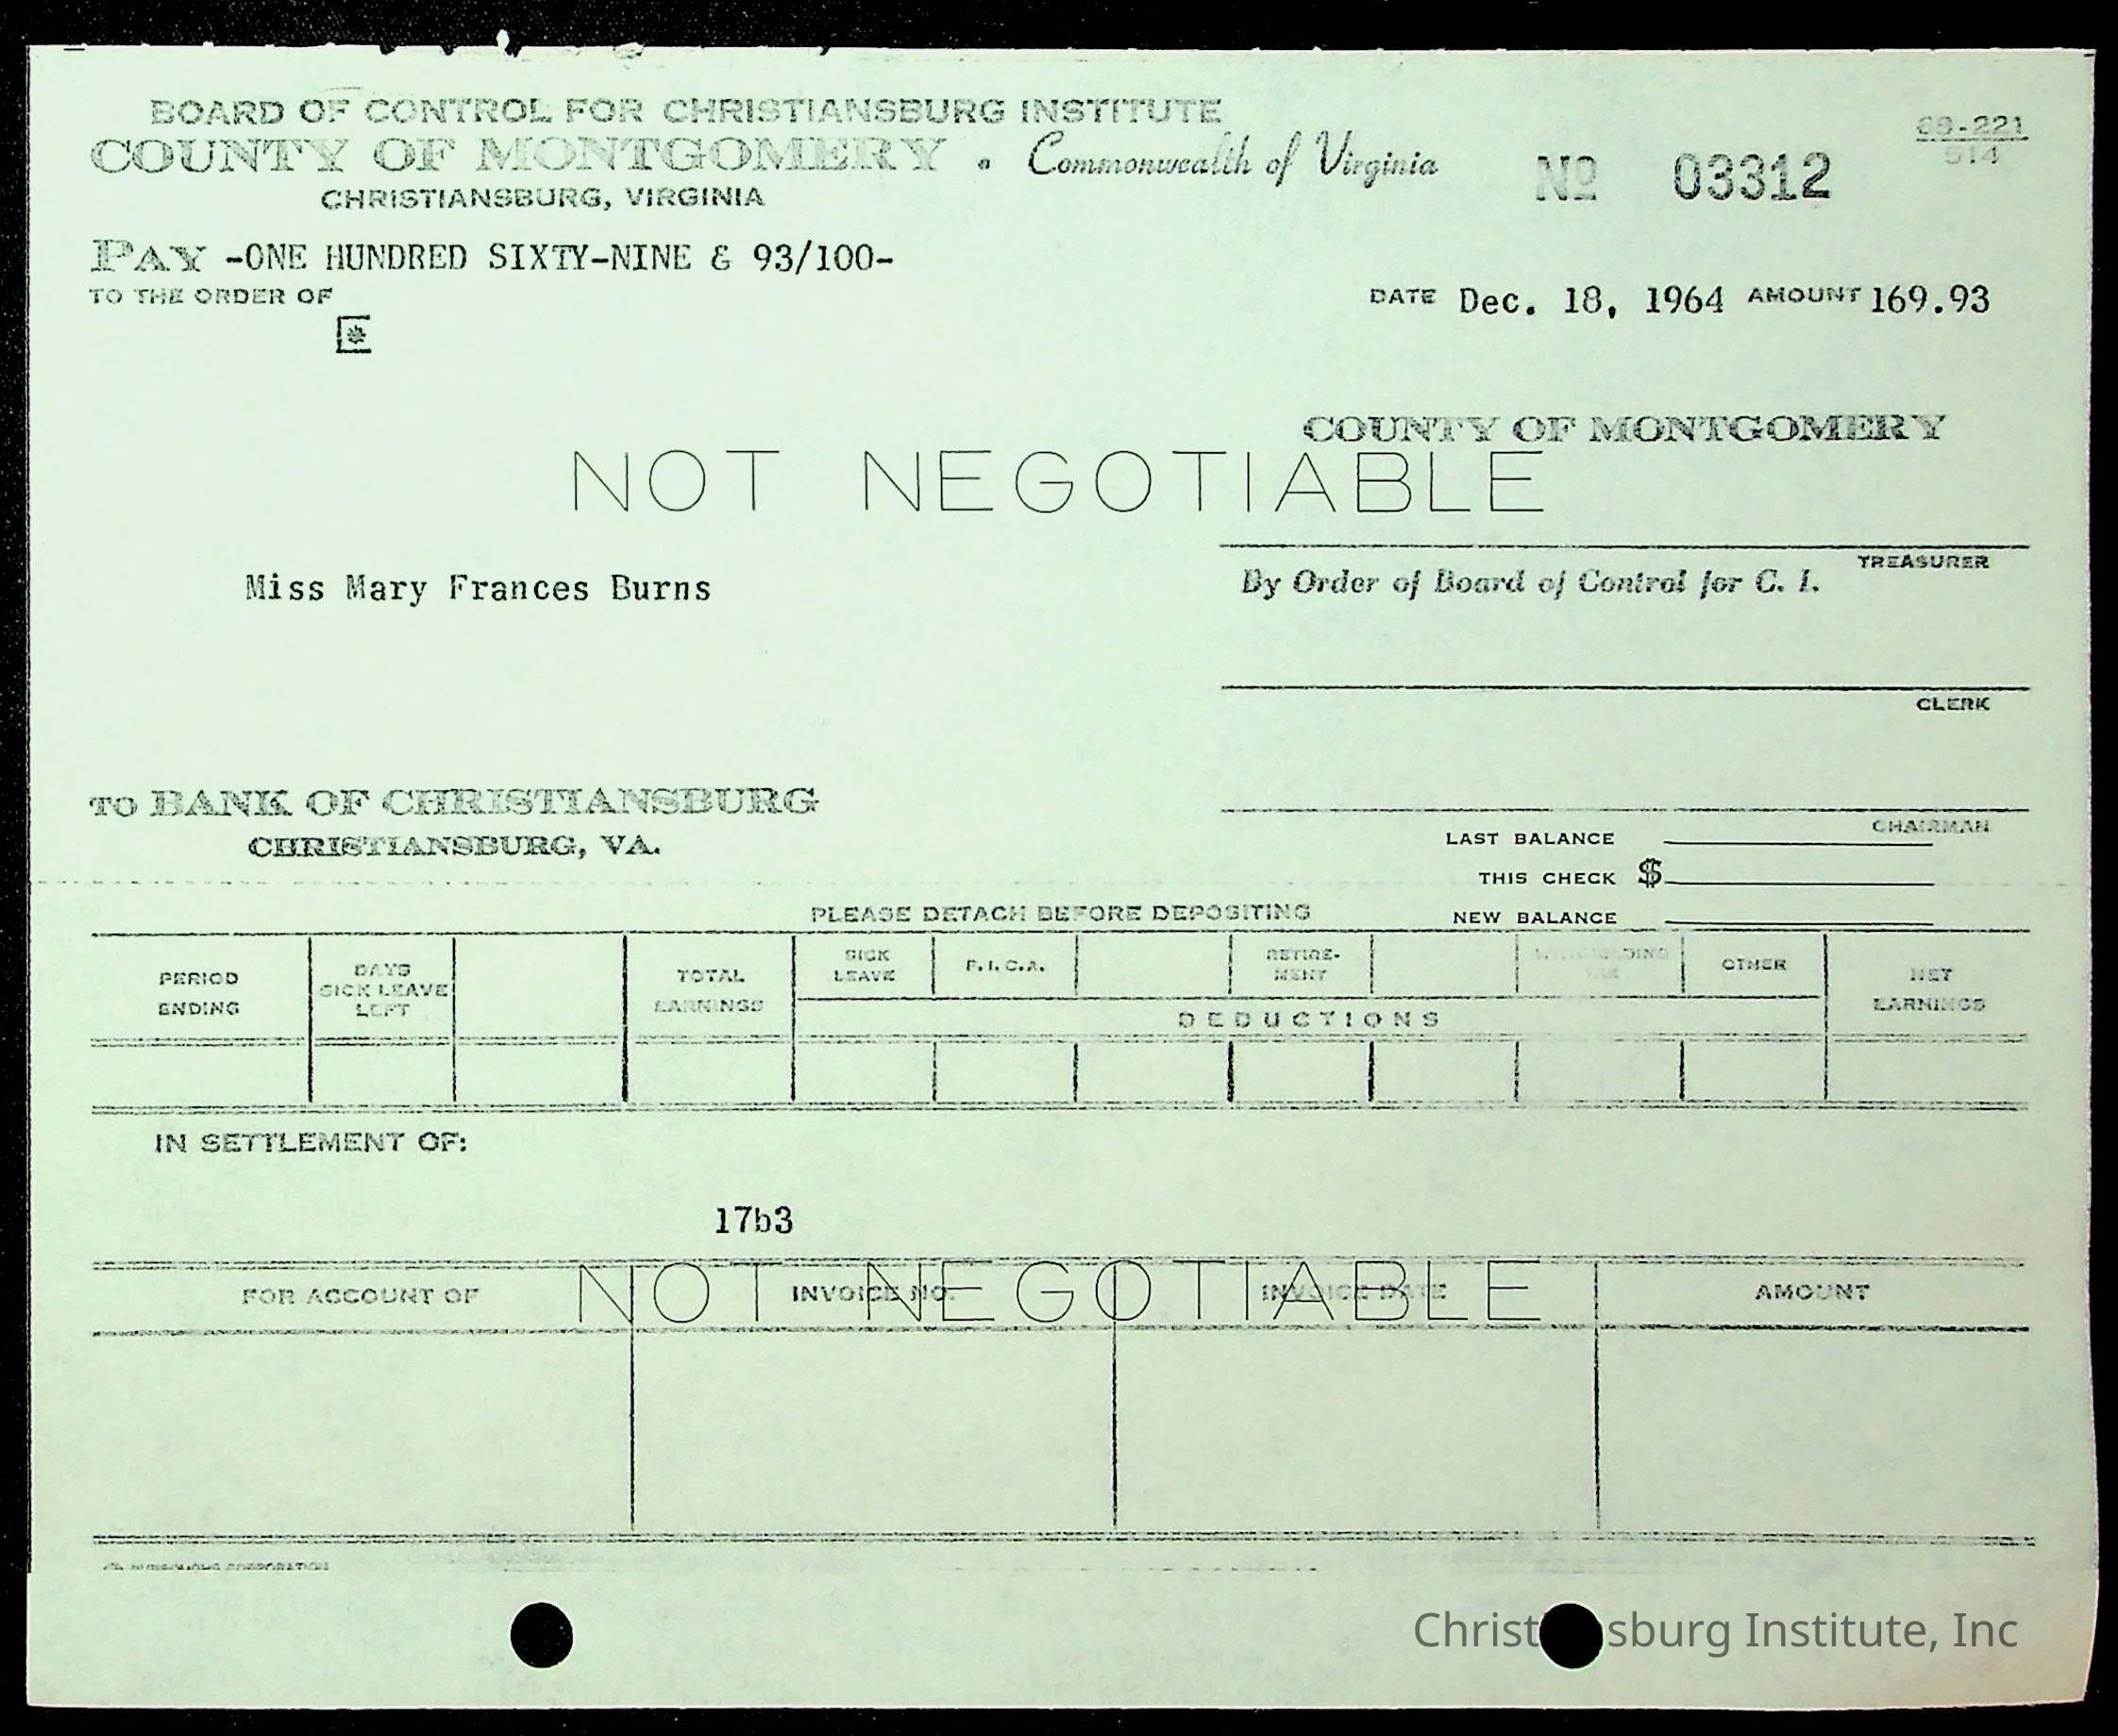 BOARD OF CONTROL FOR CHRISTIANSBURG INSTITUTE
COUNTY OF MONTGOMERY • Commonwealth of Virginia
CHRISTIANSBURG, VIRGINIA
No 03312
69-221
514
PAY -ONE HUNDRED SIXTY-NINE & 93/100-
TO THE ORDER OF
DATE Dec. 18, 1964 AMOUNT 169.93
COUNTY OF MONTGOMERY
NOT NEGOTIABLE
TREASURER
Miss Mary Frances Burns
By Order of Board of Control for C. I.
CLERK
TO BANK OF CHRISTIANSBURG
CHRISTIANSBURG, VA.
CHAIRMAN
LAST BALANCE
THIS CHECK $
NEW BALANCE
PLEASE DETACH BEFORE DEPOSITING
PERIOD ENDING
DAYS SICK LEAVE LEFT
TOTAL EARNINGS
SICK LEAVE
F.I.C.A.
RETIRE-MENT
OTHER
NET EARNINGS
DEDUCTIONS
IN SETTLEMENT OF:
17b3
NOT NEGOTIABLE
FOR ACCOUNT OF
INVOICE NO.
INVOICE DATE
AMOUNT
Christ sburg Institute, Inc